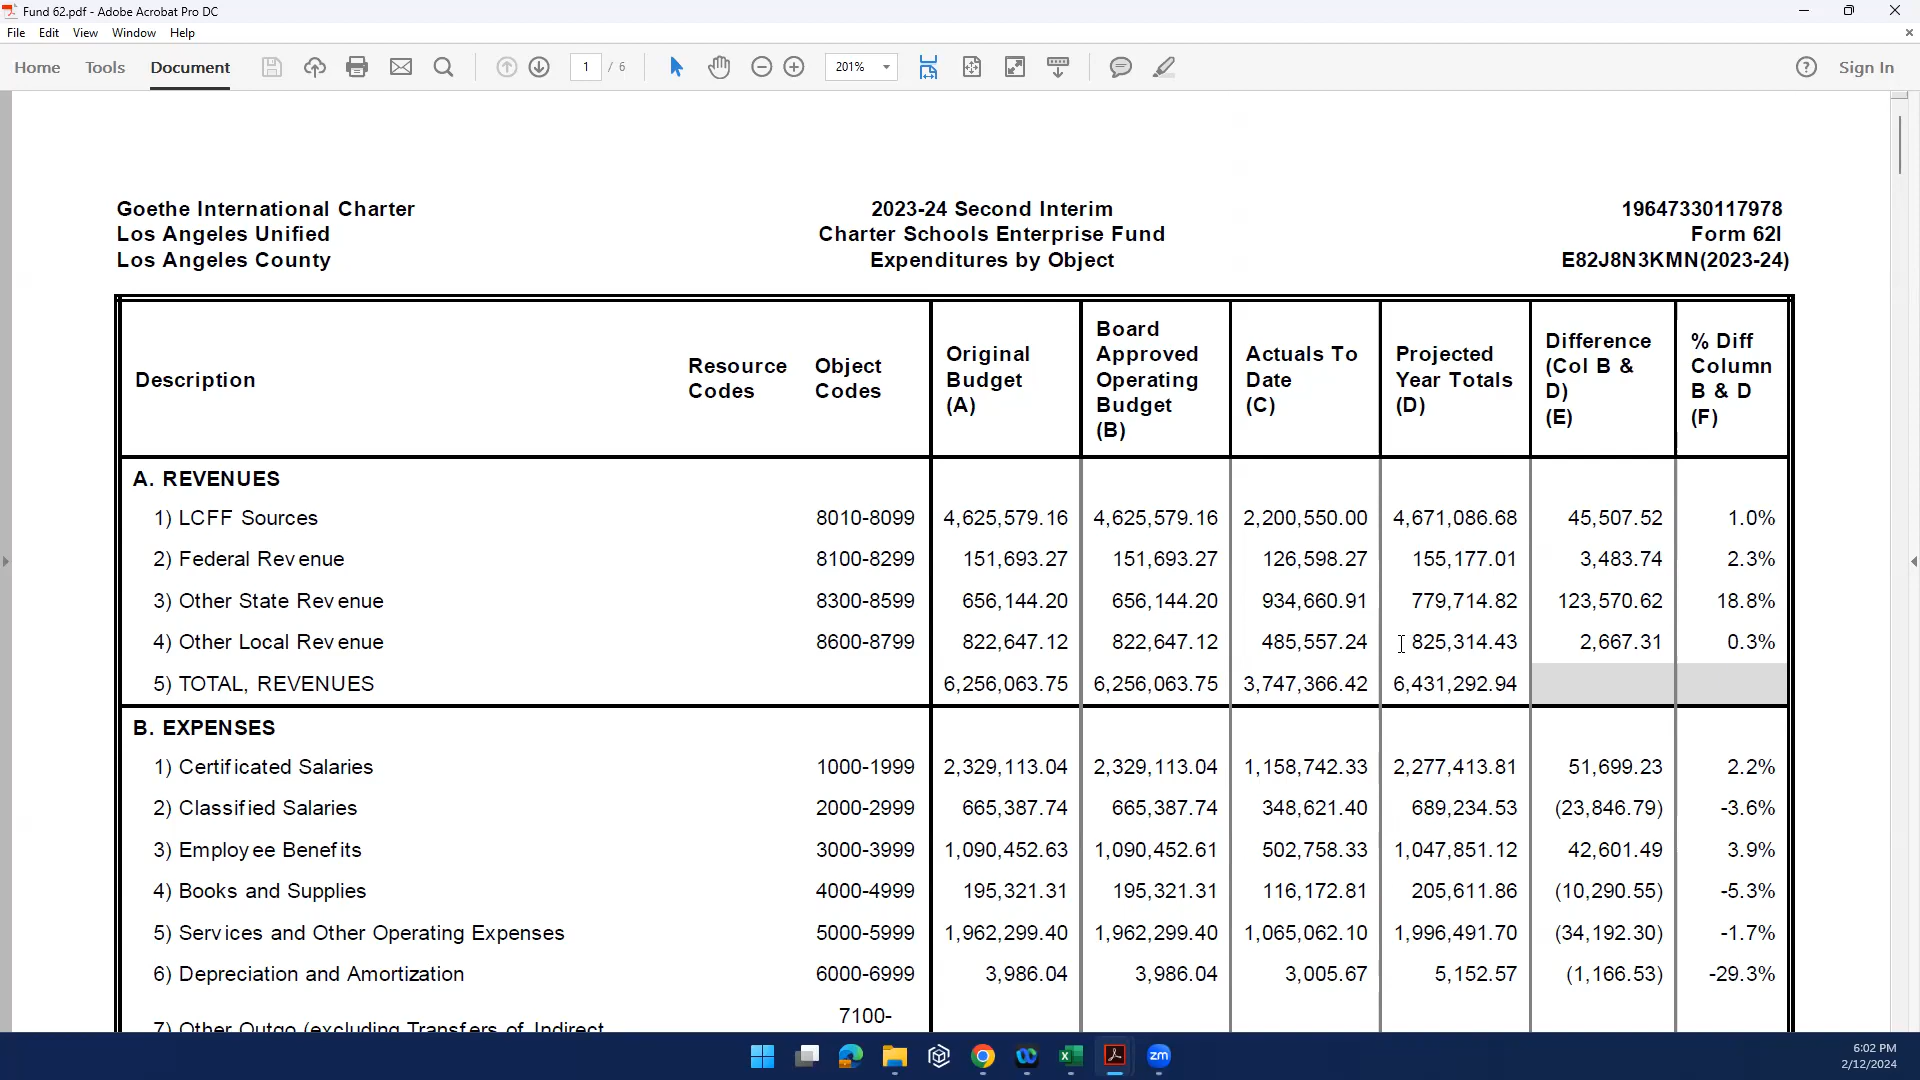 Fund 62.pdf - Adobe Acrobat Pro DC
File Edit View Window Help
Home Tools Document 1 / 6 201% Sign In
Goethe International Charter 2023-24 Second Interim 19647330117978
Los Angeles Unified Charter Schools Enterprise Fund Form 62I
Los Angeles County Expenditures by Object E82J8N3KMN(2023-24)
Description Resource Codes Object Codes Original Budget (A) Board Approved Operating Budget (B) Actuals To Date (C) Projected Year Totals (D) Difference (Col B & D) (E) % Diff Column B & D (F)
A. REVENUES
1) LCFF Sources 8010-8099 4,625,579.16 4,625,579.16 2,200,550.00 4,671,086.68 45,507.52 1.0%
2) Federal Revenue 8100-8299 151,693.27 151,693.27 126,598.27 155,177.01 3,483.74 2.3%
3) Other State Revenue 8300-8599 656,144.20 656,144.20 934,660.91 779,714.82 123,570.62 18.8%
4) Other Local Revenue 8600-8799 822,647.12 822,647.12 485,557.24 825,314.43 2,667.31 0.3%
5) TOTAL, REVENUES 6,256,063.75 6,256,063.75 3,747,366.42 6,431,292.94
B. EXPENSES
1) Certificated Salaries 1000-1999 2,329,113.04 2,329,113.04 1,158,742.33 2,277,413.81 51,699.23 2.2%
2) Classified Salaries 2000-2999 665,387.74 665,387.74 348,621.40 689,234.53 (23,846.79) -3.6%
3) Employee Benefits 3000-3999 1,090,452.63 1,090,452.61 502,758.33 1,047,851.12 42,601.49 3.9%
4) Books and Supplies 4000-4999 195,321.31 195,321.31 116,172.81 205,611.86 (10,290.55) -5.3%
5) Services and Other Operating Expenses 5000-5999 1,962,299.40 1,962,299.40 1,065,062.10 1,996,491.70 (34,192.30) -1.7%
6) Depreciation and Amortization 6000-6999 3,986.04 3,986.04 3,005.67 5,152.57 (1,166.53) -29.3%
7100-
7) Other Outgo (excluding Transfers of Indirect
zm
6:02 PM
2/12/2024